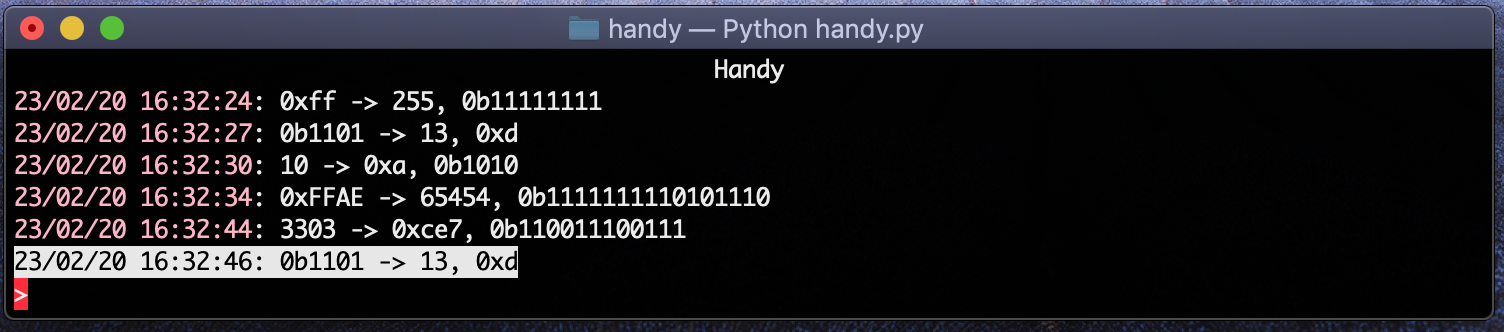 handy — Python handy.py
Handy
23/02/20 16:32:24: 0xff -> 255, 0b11111111
23/02/20 16:32:27: 0b1101 -> 13, 0xd
23/02/20 16:32:30: 10 -> 0xa, 0b1010
23/02/20 16:32:34: 0xFFAE -> 65454, 0b1111111110101110
23/02/20 16:32:44: 3303 -> 0xce7, 0b110011100111
23/02/20 16:32:46: 0b1101 -> 13, 0xd
>